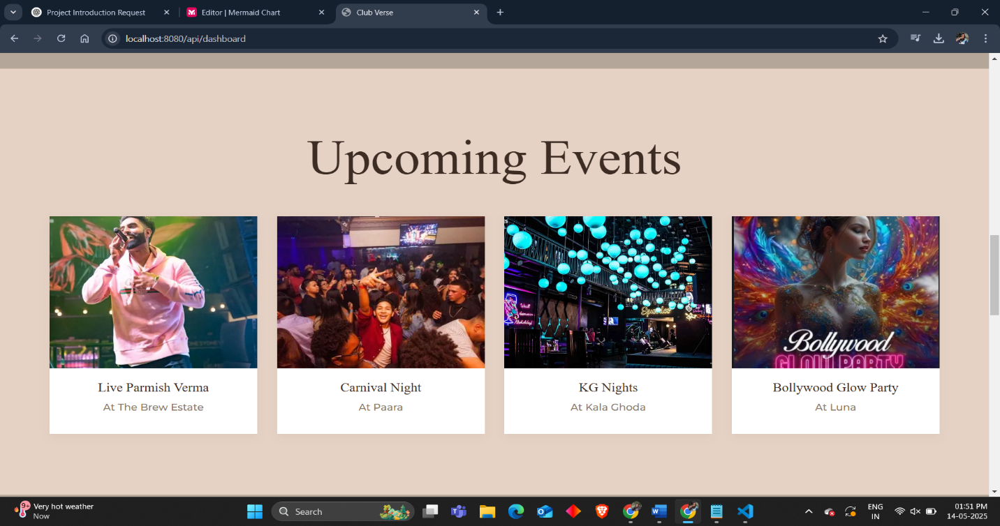 Project Introduction Request
Editor | Mermaid Chart
Club Verse
localhost:8080/api/dashboard
Upcoming Events
Bollywood
GLOW PARTY
Live Parmish Verma
At The Brew Estate
Carnival Night
At Paara
KG Nights
At Kala Ghoda
Bollywood Glow Party
At Luna
9+
Very hot weather
Now
Search
ENG
IN
01:51 PM
14-05-2025